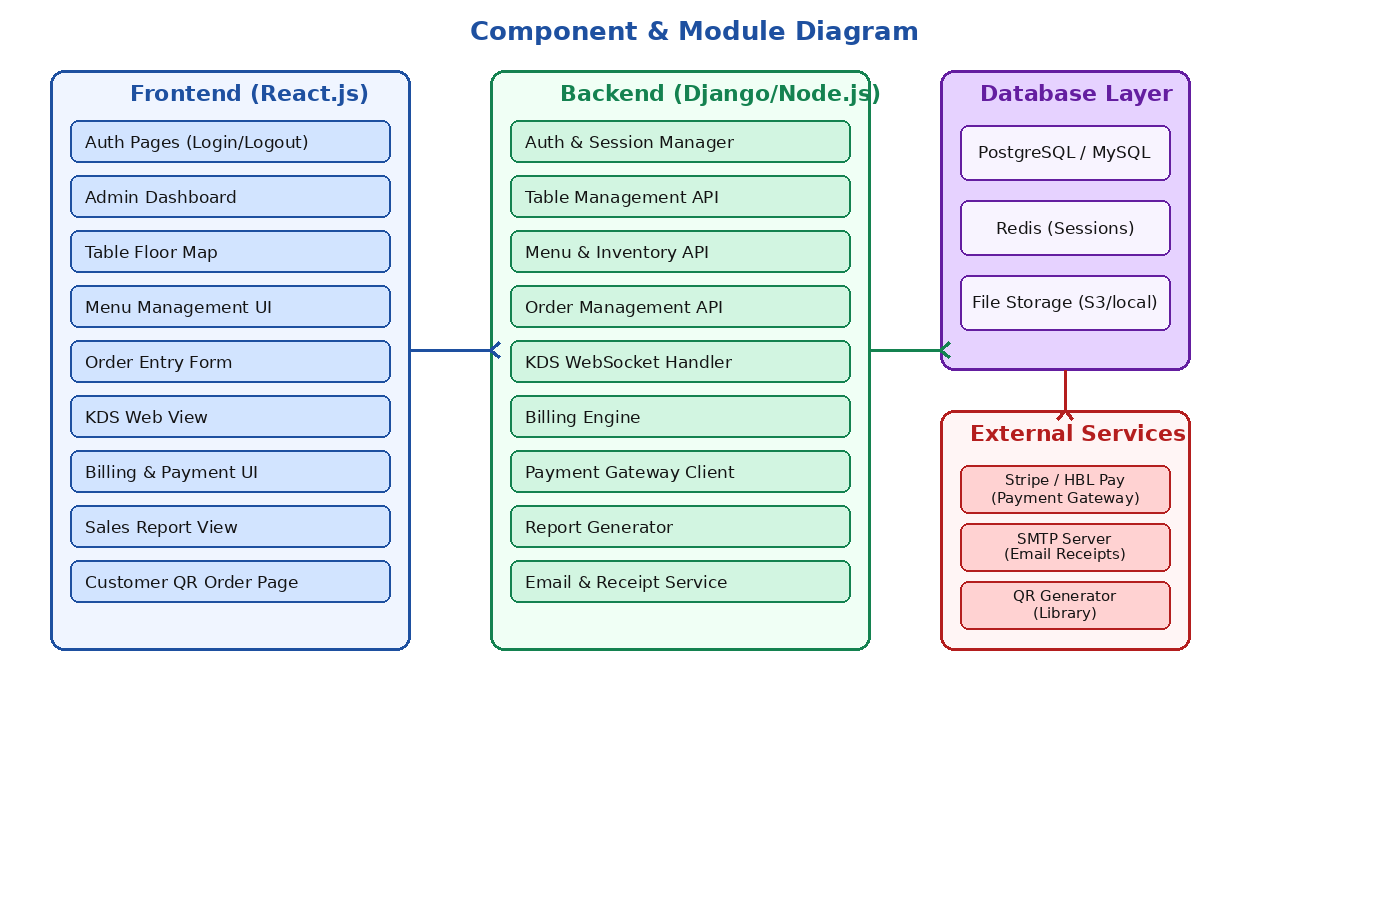 Component & Module Diagram
Frontend (React.js)
Auth Pages (Login/Logout)
Admin Dashboard
Table Floor Map
Menu Management UI
Order Entry Form
KDS Web View
Billing & Payment UI
Sales Report View
Customer QR Order Page
Backend (Django/Node.js)
Auth & Session Manager
Table Management API
Menu & Inventory API
Order Management API
KDS WebSocket Handler
Billing Engine
Payment Gateway Client
Report Generator
Email & Receipt Service
Database Layer
PostgreSQL / MySQL
Redis (Sessions)
File Storage (S3/local)
External Services
Stripe / HBL Pay
(Payment Gateway)
SMTP Server
(Email Receipts)
QR Generator
(Library)